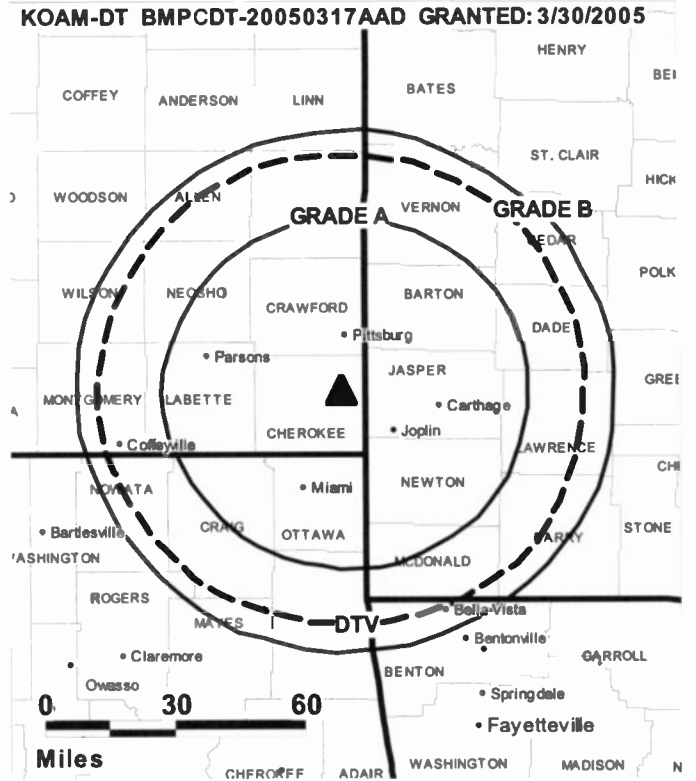 KOAM-DT BMPCDT-20050317AAD GRANTED: 3/30/2005
HENRY
COFFEY
ANDERSON
LINN
BATES
ST. CLAIR
WOODSON
ALLEN
VERNON
GRADE A
GRADE B
CEDAR
POLK
WILSON
NEOSHO
CRAWFORD
BARTON
DADE
Pittsburg
Parsons
JASPER
MONTGOMERY
LABETTE
Carthage
CHEROKEE
Joplin
Coffeyville
LAWRENCE
NEWTON
NOWATA
Miami
CRAIG
OTTAWA
Bartlesville
STONE
BARRY
WASHINGTON
MCDONALD
ROGERS
Bella Vista
MAYES
DTV
Bentonville
Claremore
CARROLL
BENTON
Owasso
Springdale
0 30 60
Fayetteville
Miles
WASHINGTON
MADISON
CHEROKEE
ADAIR